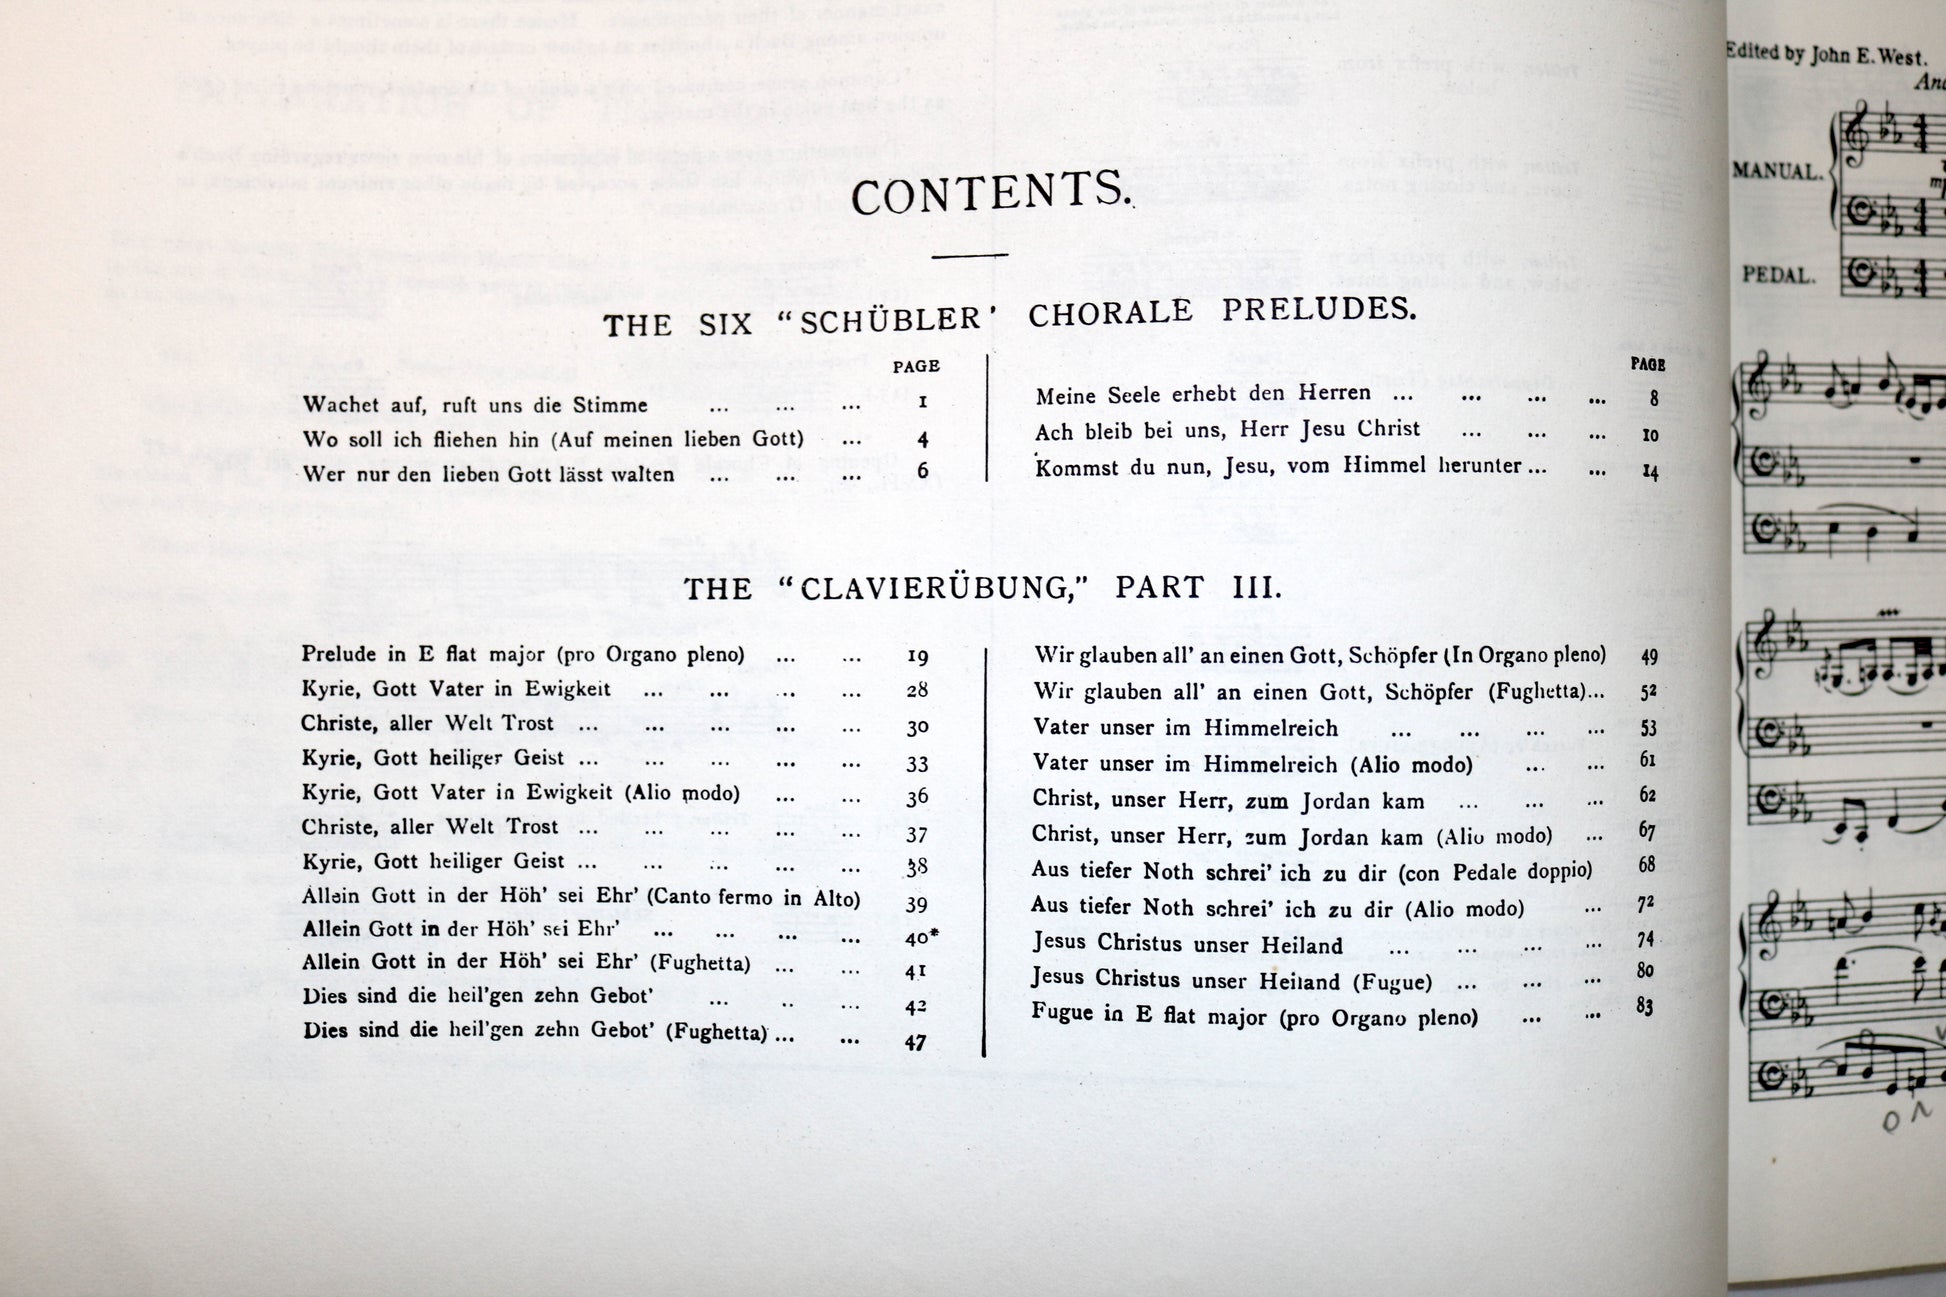 CONTENTS.
THE SIX “SCHÜBLER’ CHORALE PRELUDES.
PAGE
Wachet auf, ruft uns die Stimme ... ... ... 1
Wo soll ich fliehen hin (Auf meinen lieben Gott) ... 4
Wer nur den lieben Gott lässt walten ... ... ... 6
PAGE
Meine Seele erhebt den Herren ... ... ... ... 8
Ach bleib bei uns, Herr Jesu Christ ... ... ... 10
Kommst du nun, Jesu, vom Himmel herunter ... ... 14
THE “CLAVIERÜBUNG,” PART III.
Prelude in E flat major (pro Organo pleno) ... ... 19
Kyrie, Gott Vater in Ewigkeit ... ... ... ... 28
Christe, aller Welt Trost ... ... ... ... ... 30
Kyrie, Gott heiliger Geist ... ... ... ... ... 33
Kyrie, Gott Vater in Ewigkeit (Alio modo) ... ... 36
Christe, aller Welt Trost ... ... ... ... ... 37
Kyrie, Gott heiliger Geist ... ... ... ... ... 38
Allein Gott in der Höh’ sei Ehr’ (Canto fermo in Alto) 39
Allein Gott in der Höh’ sei Ehr’ ... ... ... ... 40*
Allein Gott in der Höh’ sei Ehr’ (Fughetta) ... ... 41
Dies sind die heil’gen zehn Gebot’ ... .. ... 42
Dies sind die heil’gen zehn Gebot’ (Fughetta) ... ... 47
Wir glauben all’ an einen Gott, Schöpfer (In Organo pleno) 49
Wir glauben all’ an einen Gott, Schöpfer (Fughetta)... 52
Vater unser im Himmelreich ... ... ... ... 53
Vater unser im Himmelreich (Alio modo) ... ... 61
Christ, unser Herr, zum Jordan kam ... ... ... 62
Christ, unser Herr, zum Jordan kam (Alio modo) ... 67
Aus tiefer Noth schrei’ ich zu dir (con Pedale doppio) 68
Aus tiefer Noth schrei’ ich zu dir (Alio modo) ... 72
Jesus Christus unser Heiland ... ... ... ... 74
Jesus Christus unser Heiland (Fugue) ... ... ... 80
Fugue in E flat major (pro Organo pleno) ... ... 83
Edited by John E. West.
MANUAL.
PEDAL.